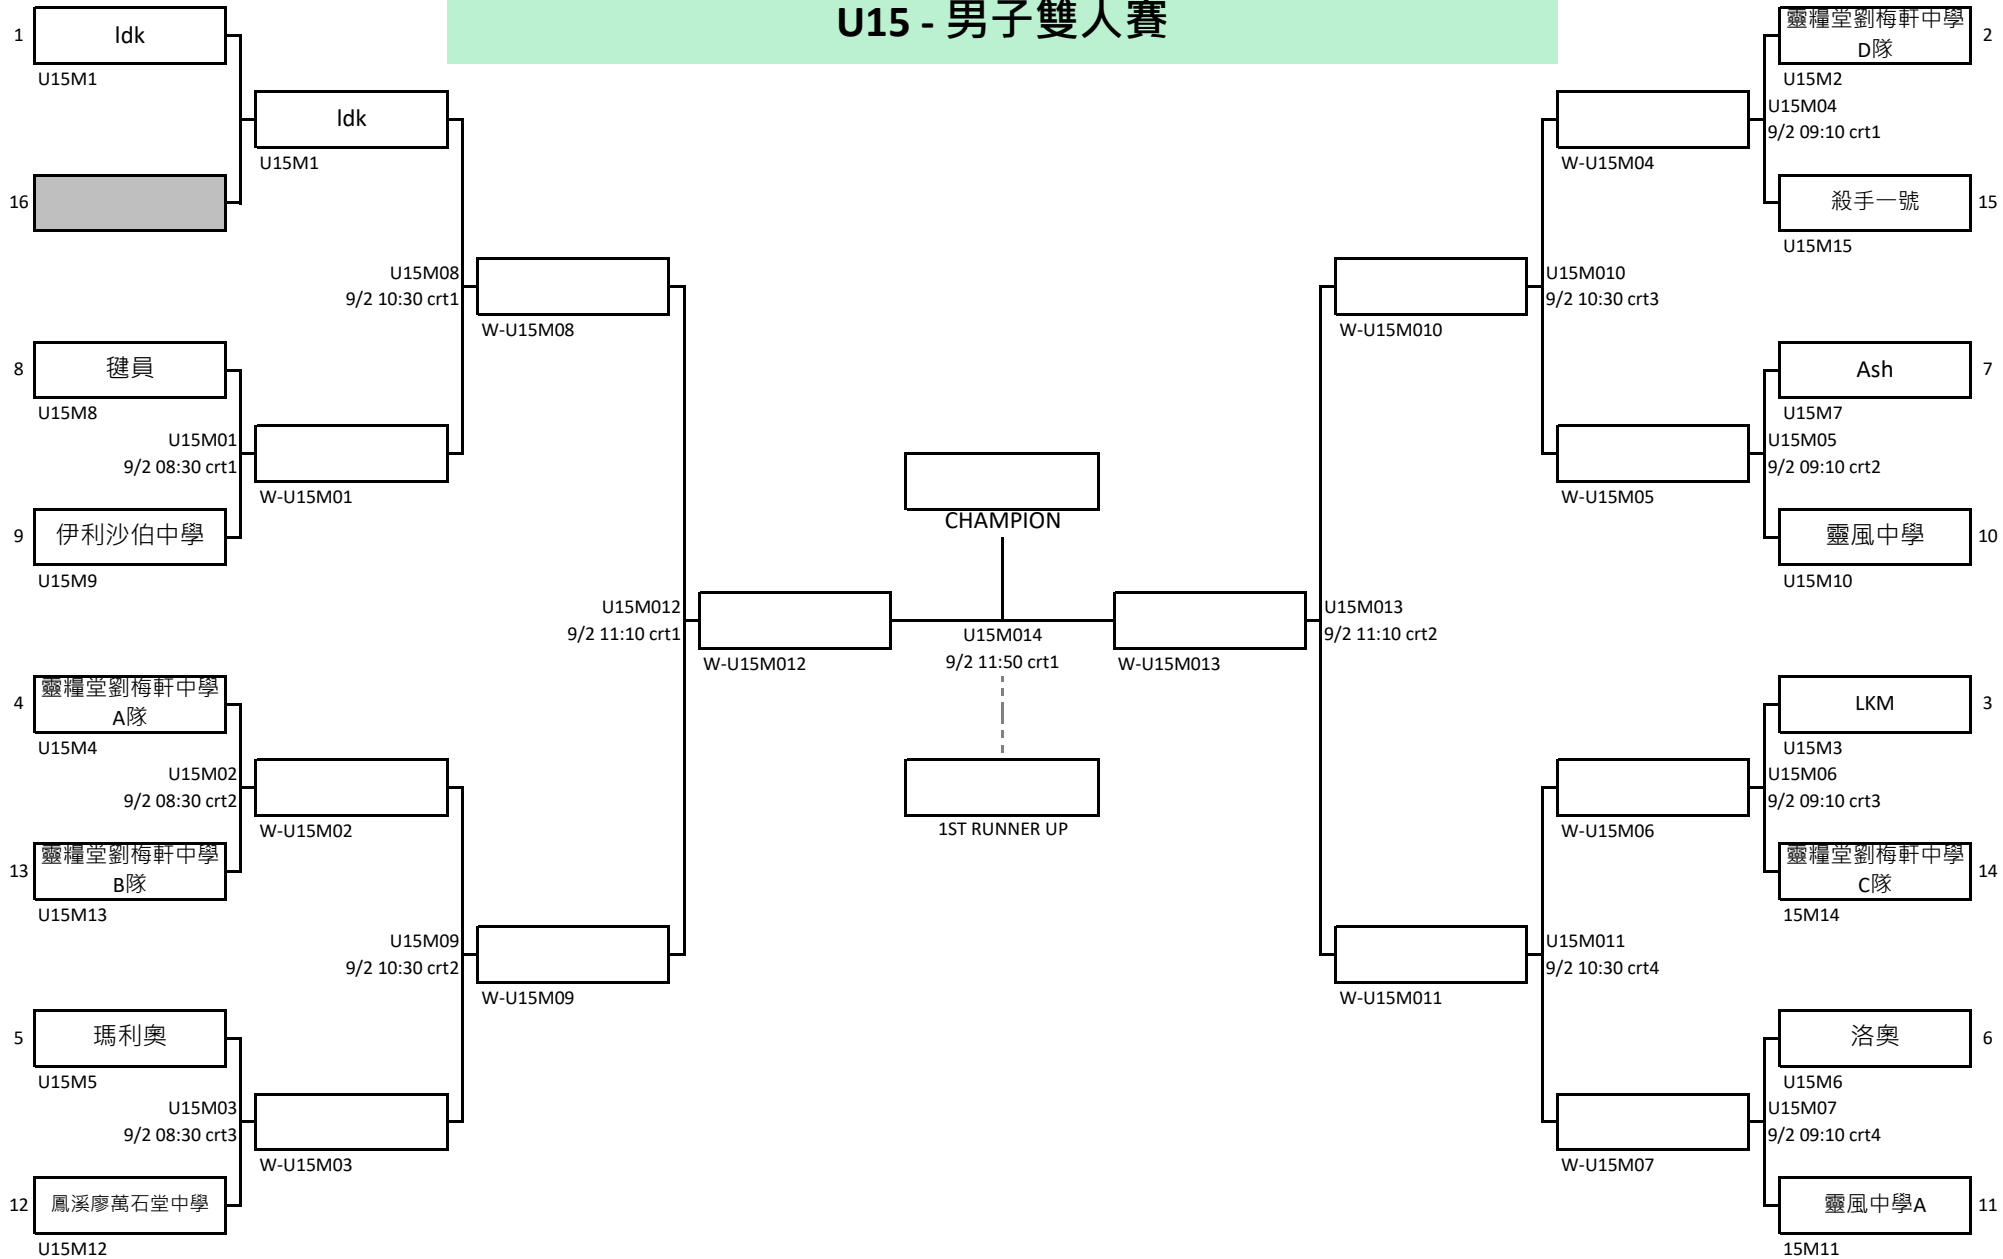 U15 - 男子雙人賽
1
ldk
U15M1
ldk
U15M1
16
U15M08
9/2 10:30 crt1
W-U15M08
8
毽員
U15M8
U15M01
9/2 08:30 crt1
W-U15M01
9
伊利沙伯中學
U15M9
U15M012
9/2 11:10 crt1
W-U15M012
4
靈糧堂劉梅軒中學
A隊
U15M4
U15M02
9/2 08:30 crt2
W-U15M02
13
靈糧堂劉梅軒中學
B隊
U15M13
U15M09
9/2 10:30 crt2
W-U15M09
5
瑪利奧
U15M5
U15M03
9/2 08:30 crt3
W-U15M03
12
鳳溪廖萬石堂中學
U15M12
CHAMPION
U15M014
9/2 11:50 crt1
1ST RUNNER UP
靈糧堂劉梅軒中學
D隊
2
U15M2
U15M04
9/2 09:10 crt1
W-U15M04
殺手一號
15
U15M15
U15M010
9/2 10:30 crt3
W-U15M010
Ash
7
U15M7
U15M05
9/2 09:10 crt2
W-U15M05
靈風中學
10
U15M10
U15M013
9/2 11:10 crt2
W-U15M013
LKM
3
U15M3
U15M06
9/2 09:10 crt3
W-U15M06
靈糧堂劉梅軒中學
C隊
14
15M14
U15M011
9/2 10:30 crt4
W-U15M011
洛奧
6
U15M6
U15M07
9/2 09:10 crt4
W-U15M07
靈風中學A
11
15M11